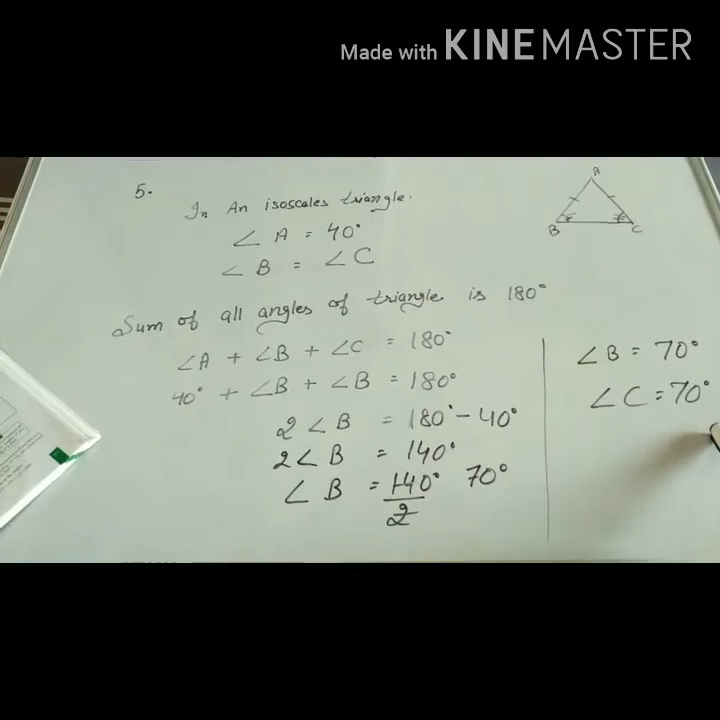 Made with KINEMASTER
5.
In An isoscales triangle.
∠A = 40°
∠B = ∠C
A
B C
Sum of all angles of triangle is 180°
∠A + ∠B + ∠C = 180°
40° + ∠B + ∠B = 180°
2∠B = 180° - 40°
2∠B = 140°
∠B = 140° 70°
2
∠B = 70°
∠C = 70°